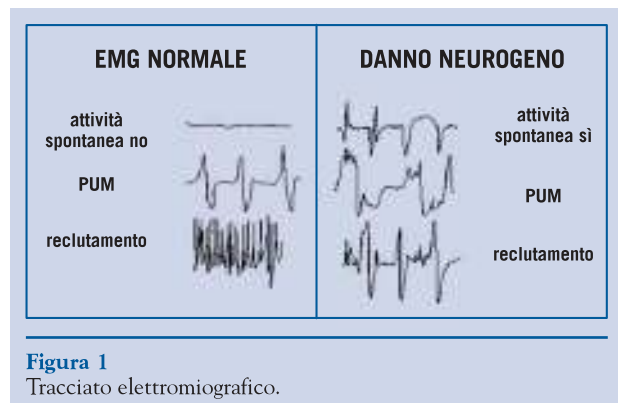 EMG NORMALE
attività
spontanea no
PUM
reclutamento
DANNO NEUROGENO
attività
spontanea sì
PUM
reclutamento
Figura 1
Tracciato elettromiografico.